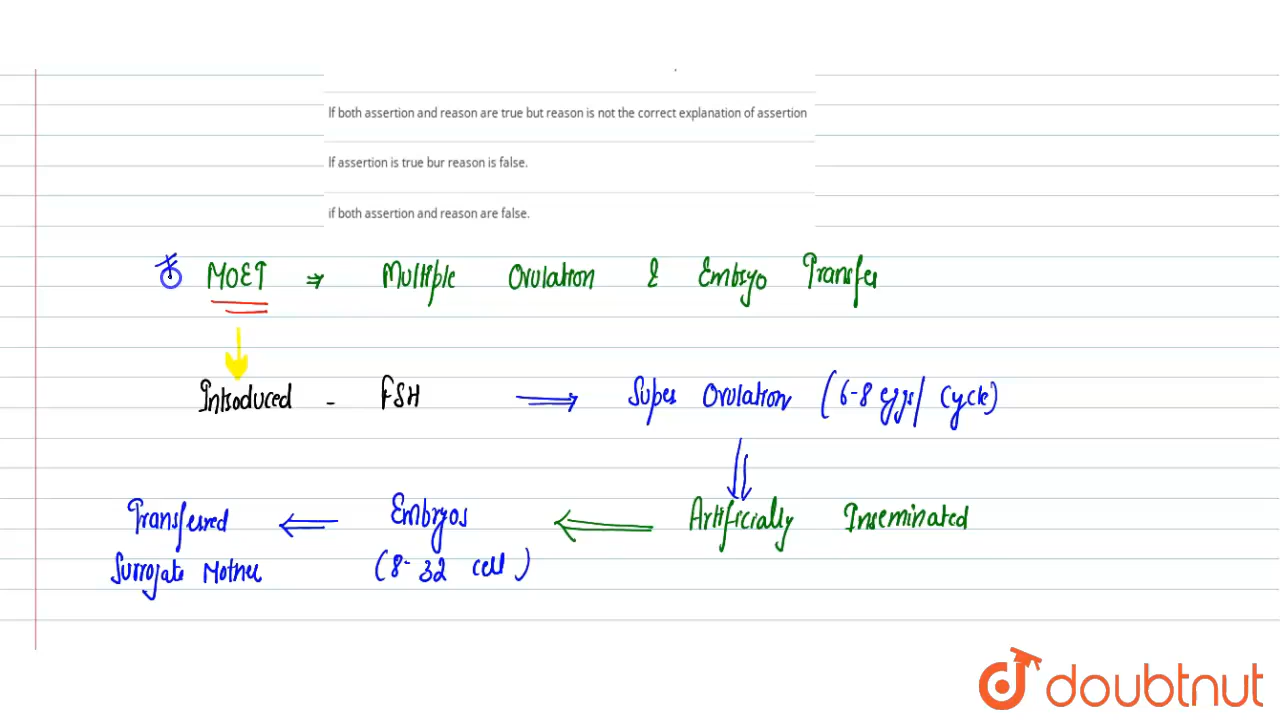 If both assertion and reason are true but reason is not the correct explanation of assertion
If assertion is true bur reason is false.
if both assertion and reason are false.
MOET ⇒ Multiple Ovulation & Embryo Transfer
Introduced - FSH ⇒ Super Ovulation (6-8 eggs/ Cycle)
Transferred ⇐ Embryos ⇐ Artificially Inseminated
Surrogate Mother (8-32 cell)
doubtnut